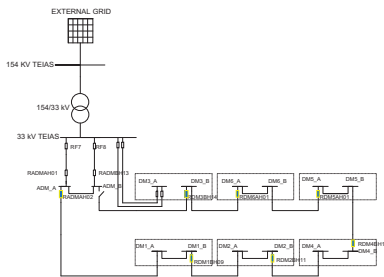 EXTERNAL GRID
154 KV TEIAS
154/33 kV
33 kV TEIAS
RF7
RF8
RADMAH01
RADMBH13
ADM_A
ADM_B
RADMAH02
DM3_A
DM3_B
DM6_A
DM6_B
DM5_A
DM5_B
RDM3BH04
RDM6AH01
RDM5AH01
DM1_A
DM1_B
DM2_A
DM2_B
DM4_A
RDM4BH11
DM4_B
RDM1BH09
RDM2BH11